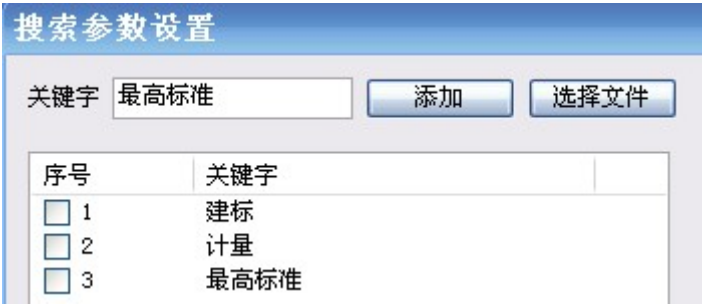 搜索参数设置
关键字 最高标准 添加 选择文件
序号 关键字
1 建标
2 计量
3 最高标准